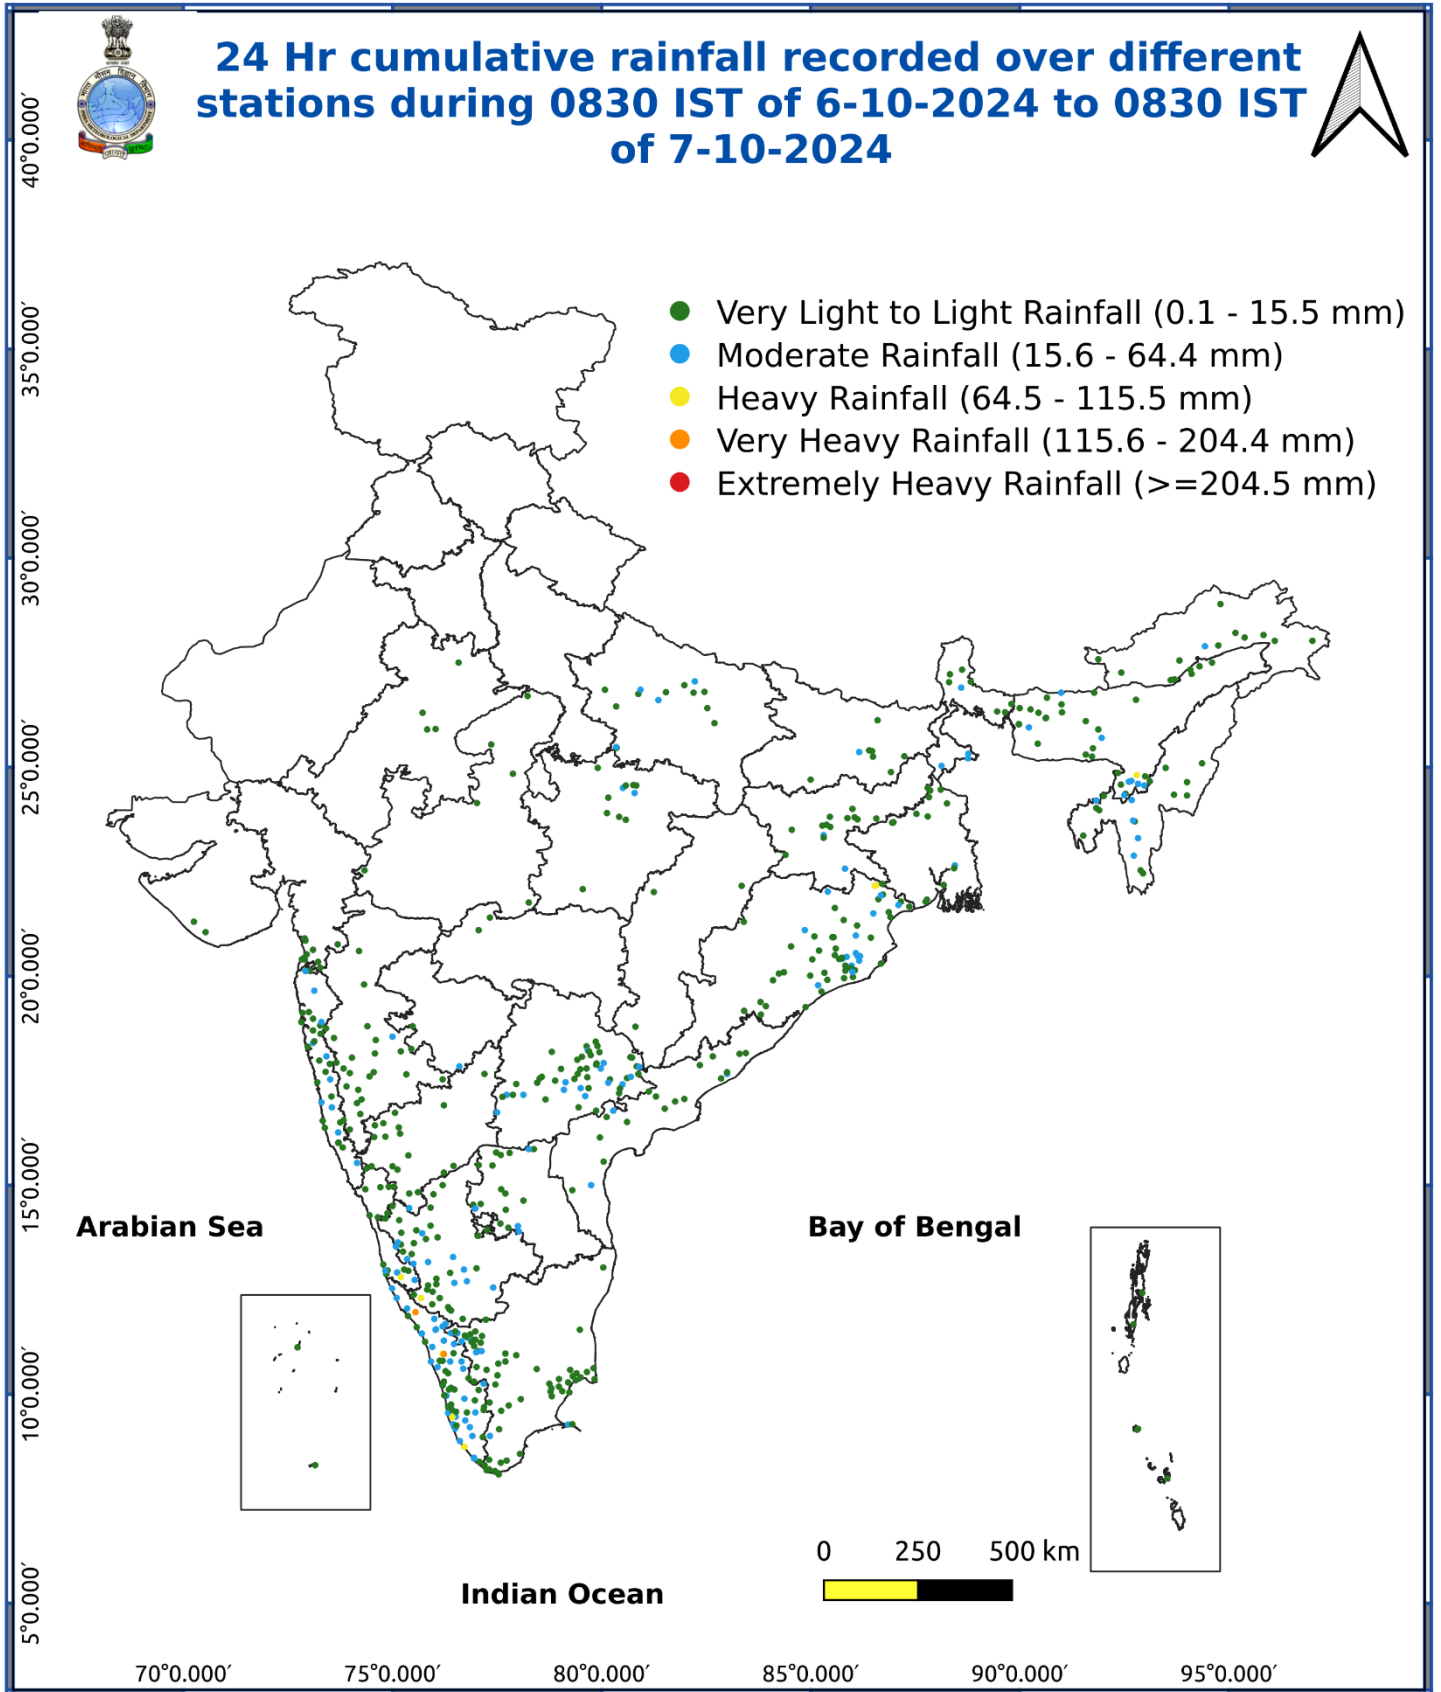 24 Hr cumulative rainfall recorded over different
stations during 0830 IST of 6-10-2024 to 0830 IST
of 7-10-2024
Very Light to Light Rainfall (0.1 - 15.5 mm)
Moderate Rainfall (15.6 - 64.4 mm)
Heavy Rainfall (64.5 - 115.5 mm)
Very Heavy Rainfall (115.6 - 204.4 mm)
Extremely Heavy Rainfall (>=204.5 mm)
40°0.000′
35°0.000′
30°0.000′
25°0.000′
20°0.000′
15°0.000′
10°0.000′
5°0.000′
Arabian Sea
Bay of Bengal
Indian Ocean
0 250 500 km
70°0.000′ 75°0.000′ 80°0.000′ 85°0.000′ 90°0.000′ 95°0.000′